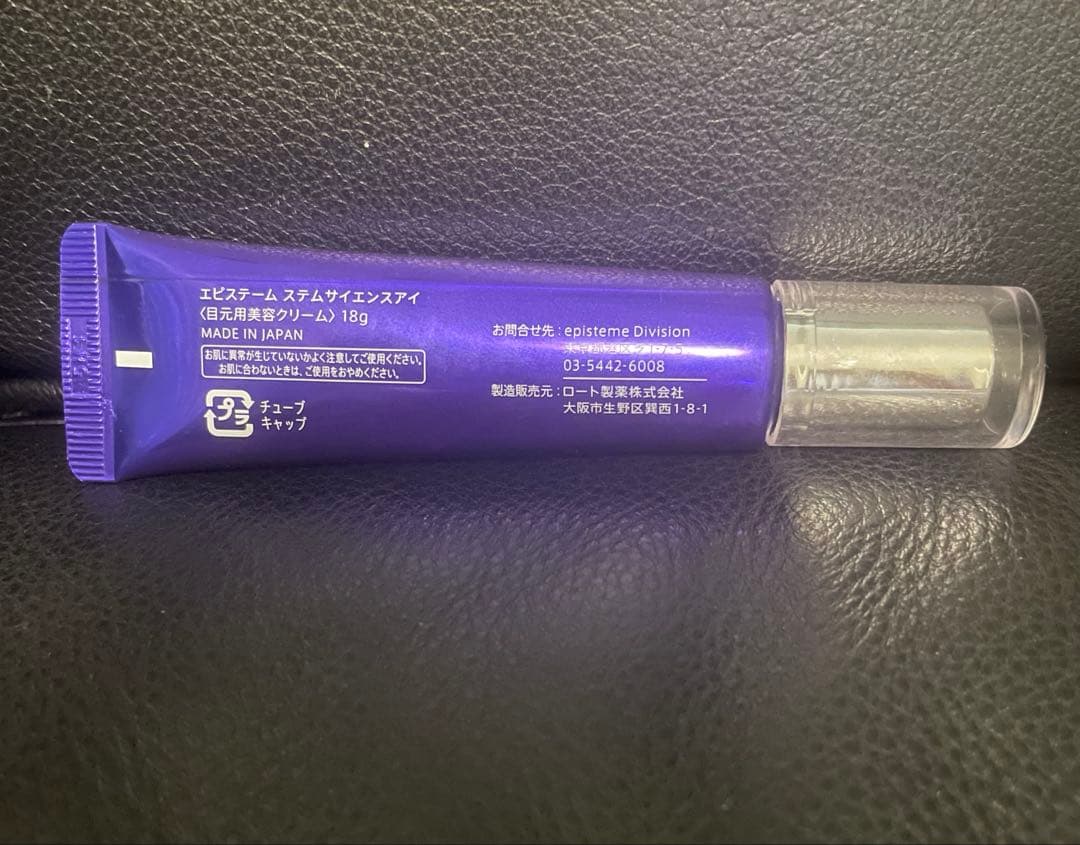 エピステーム ステムサイエンスアイ
〈目元用美容クリーム〉18g
MADE IN JAPAN
お肌に異常が生じていないかよく注意してご使用ください。
お肌に合わないときは、ご使用をおやめください。
プラ
チューブ
キャップ
お問合せ先：episteme Division
03-5442-6008
製造販売元：ロート製薬株式会社
大阪市生野区巽西1-8-1